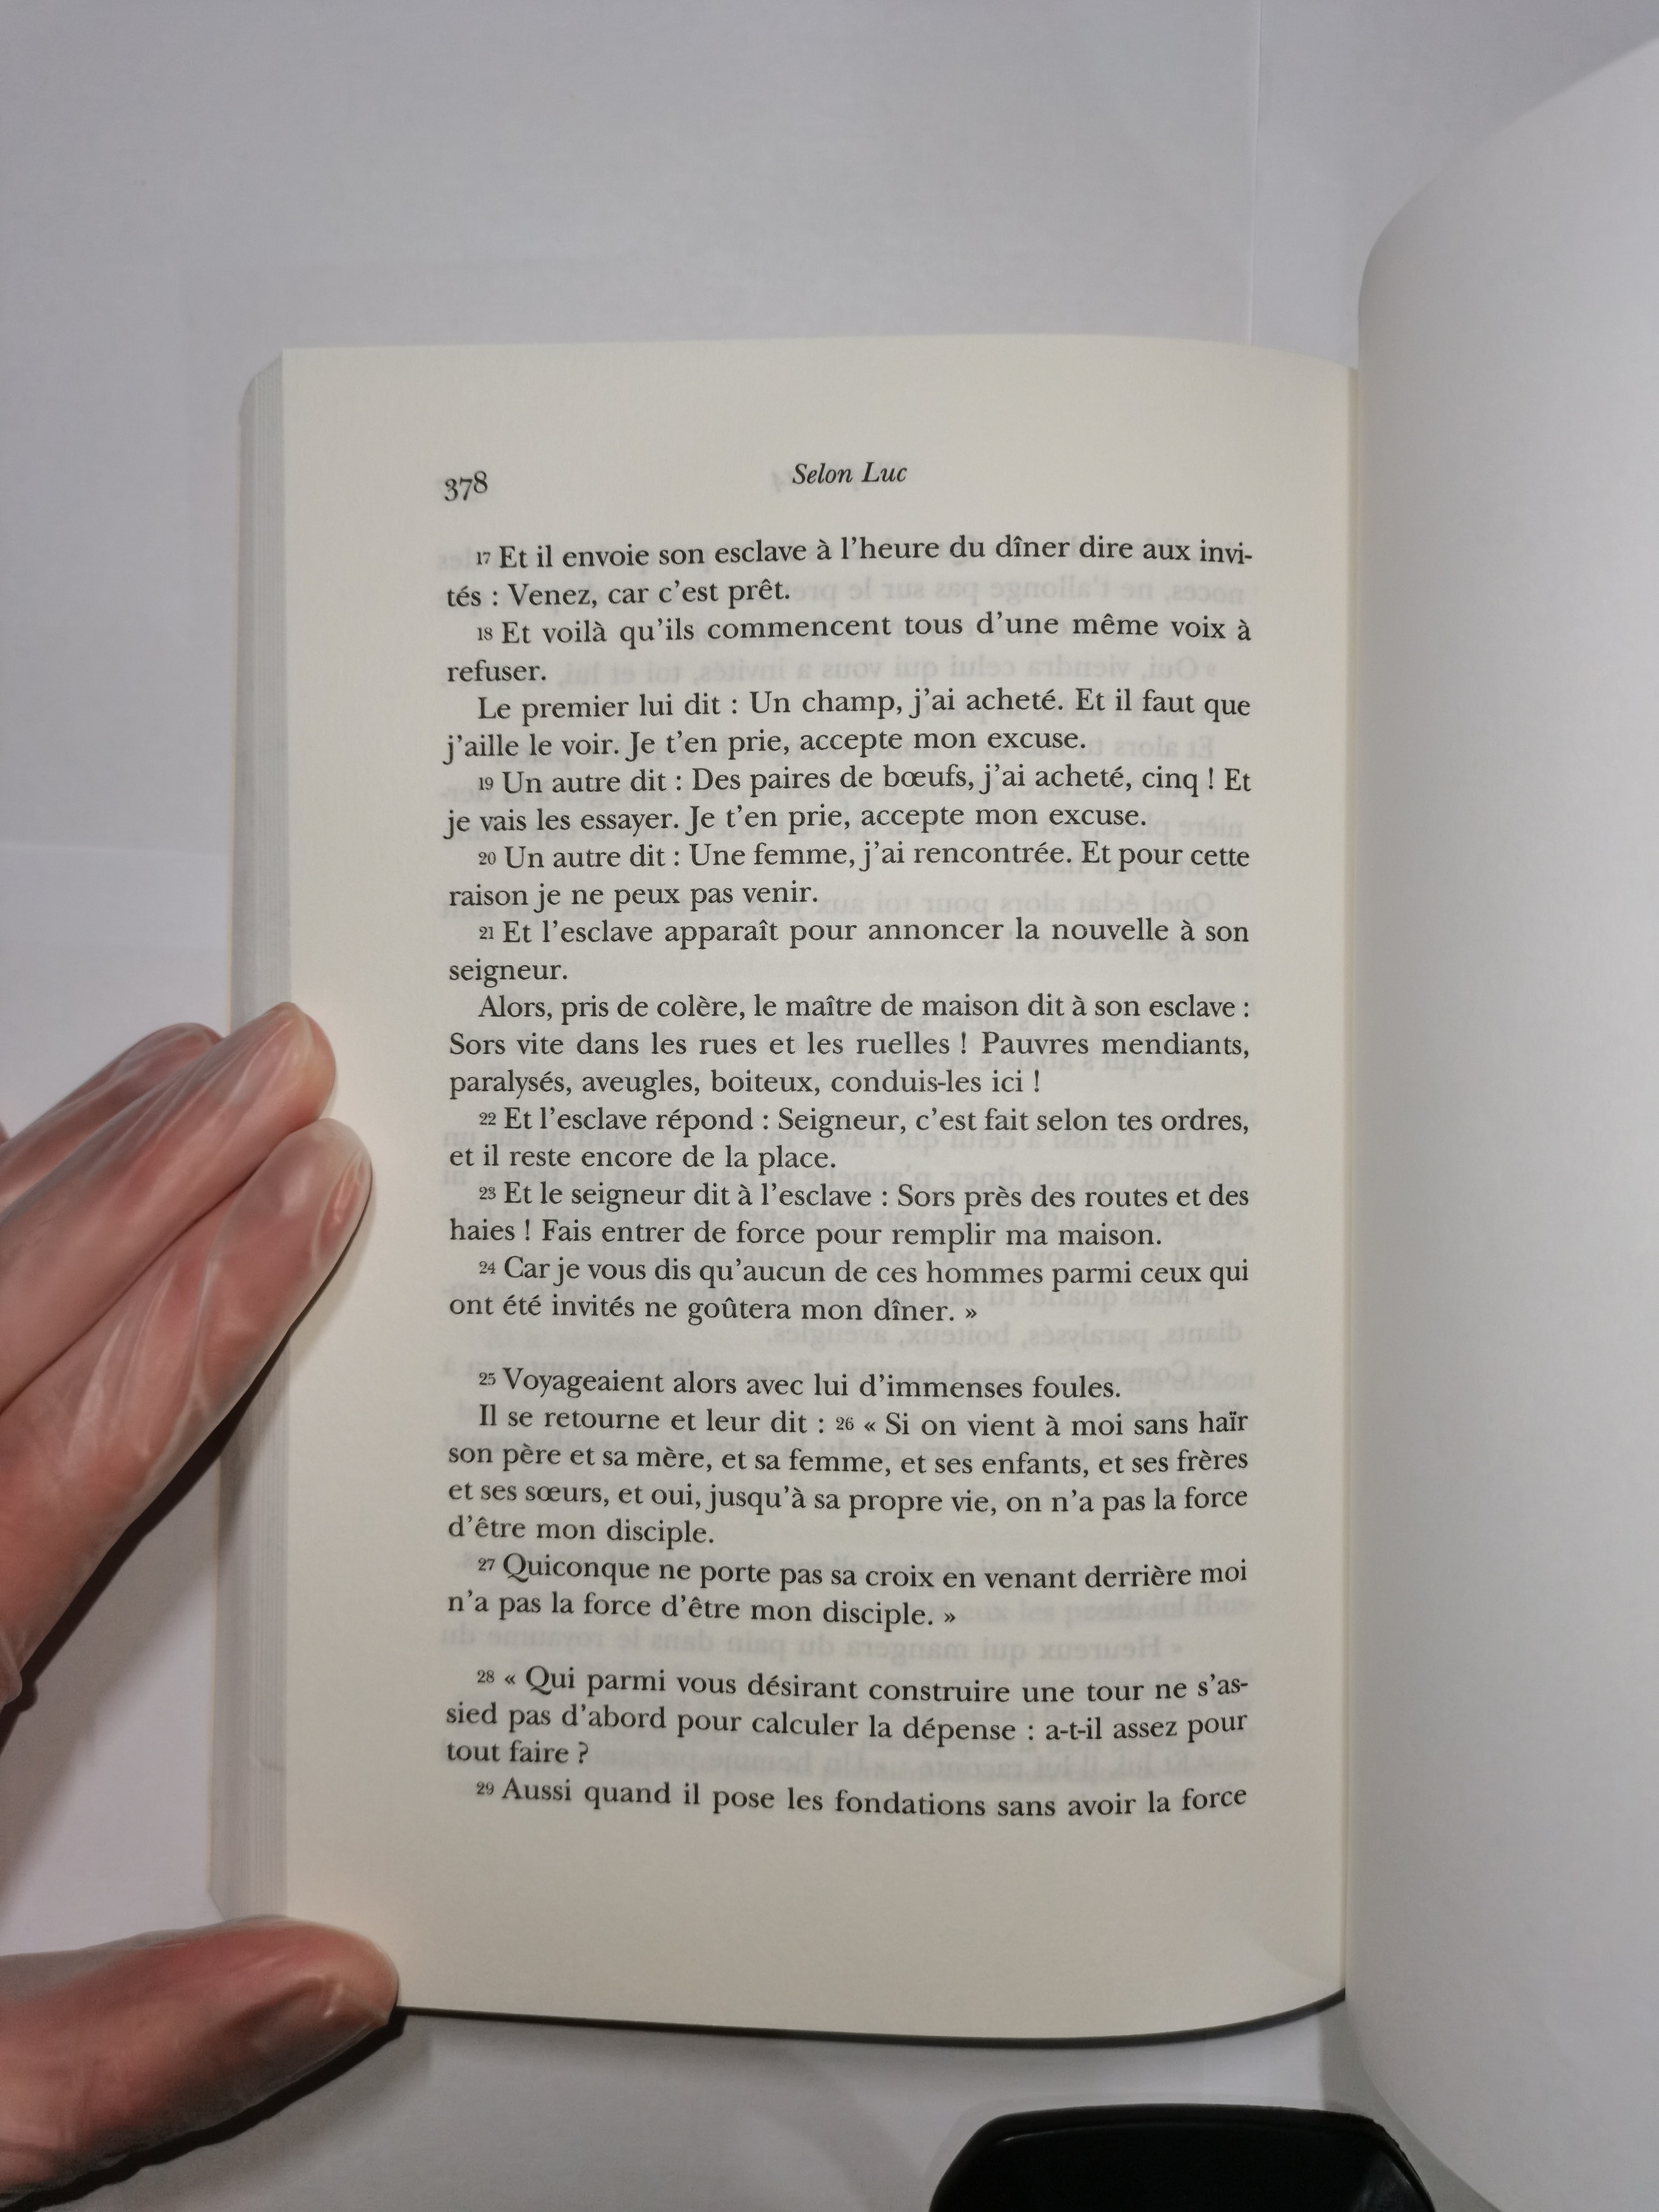 378
Selon Luc
17 Et il envoie son esclave à l'heure du dîner dire aux invi-
tés : Venez, car c'est prêt.
18 Et voilà qu'ils commencent tous d'une même voix à
refuser.
Le premier lui dit : Un champ, j'ai acheté. Et il faut que
j'aille le voir. Je t'en prie, accepte mon excuse.
19 Un autre dit : Des paires de bœufs, j'ai acheté, cinq ! Et
je vais les essayer. Je t'en prie, accepte mon excuse.
20 Un autre dit : Une femme, j'ai rencontrée. Et pour cette
raison je ne peux pas venir.
21 Et l'esclave apparaît pour annoncer la nouvelle à son
seigneur.
Alors, pris de colère, le maître de maison dit à son esclave :
Sors vite dans les rues et les ruelles ! Pauvres mendiants,
paralysés, aveugles, boiteux, conduis-les ici !
22 Et l'esclave répond : Seigneur, c'est fait selon tes ordres,
et il reste encore de la place.
23 Et le seigneur dit à l'esclave : Sors près des routes et des
haies ! Fais entrer de force pour remplir ma maison.
24 Car je vous dis qu'aucun de ces hommes parmi ceux qui
ont été invités ne goûtera mon dîner. »
25 Voyageaient alors avec lui d'immenses foules.
Il se retourne et leur dit : 26 « Si on vient à moi sans haïr
son père et sa mère, et sa femme, et ses enfants, et ses frères
et ses sœurs, et oui, jusqu'à sa propre vie, on n'a pas la force
d'être mon disciple.
27 Quiconque ne porte pas sa croix en venant derrière moi
n'a pas la force d'être mon disciple. »
28 « Qui parmi vous désirant construire une tour ne s'as-
sied pas d'abord pour calculer la dépense : a-t-il assez pour
tout faire ?
29 Aussi quand il pose les fondations sans avoir la force